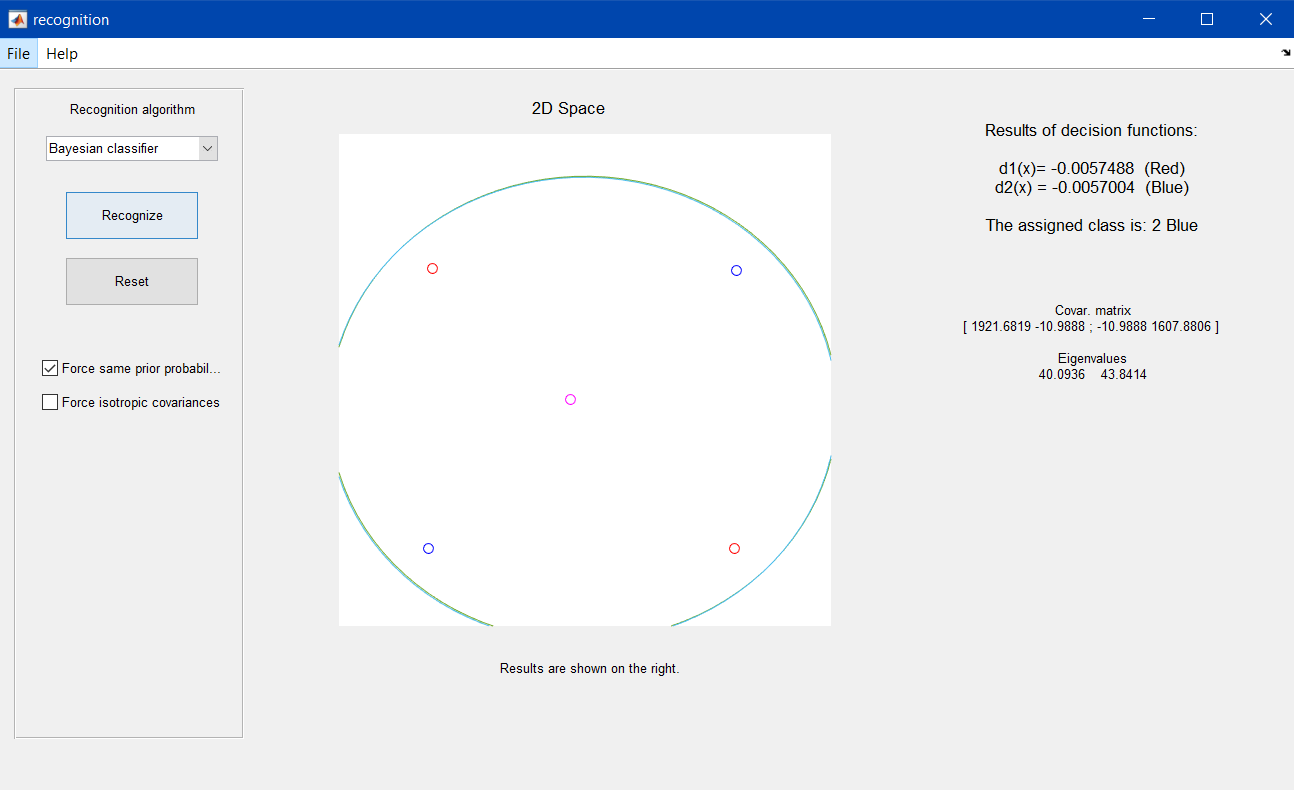 recognition
File Help
Recognition algorithm
Bayesian classifier
Recognize
Reset
Force same prior probabil...
Force isotropic covariances
2D Space
Results are shown on the right.
Results of decision functions:
d1(x)= -0.0057488 (Red)
d2(x) = -0.0057004 (Blue)
The assigned class is: 2 Blue
Covar. matrix
[ 1921.6819 -10.9888 ; -10.9888 1607.8806 ]
Eigenvalues
40.0936 43.8414